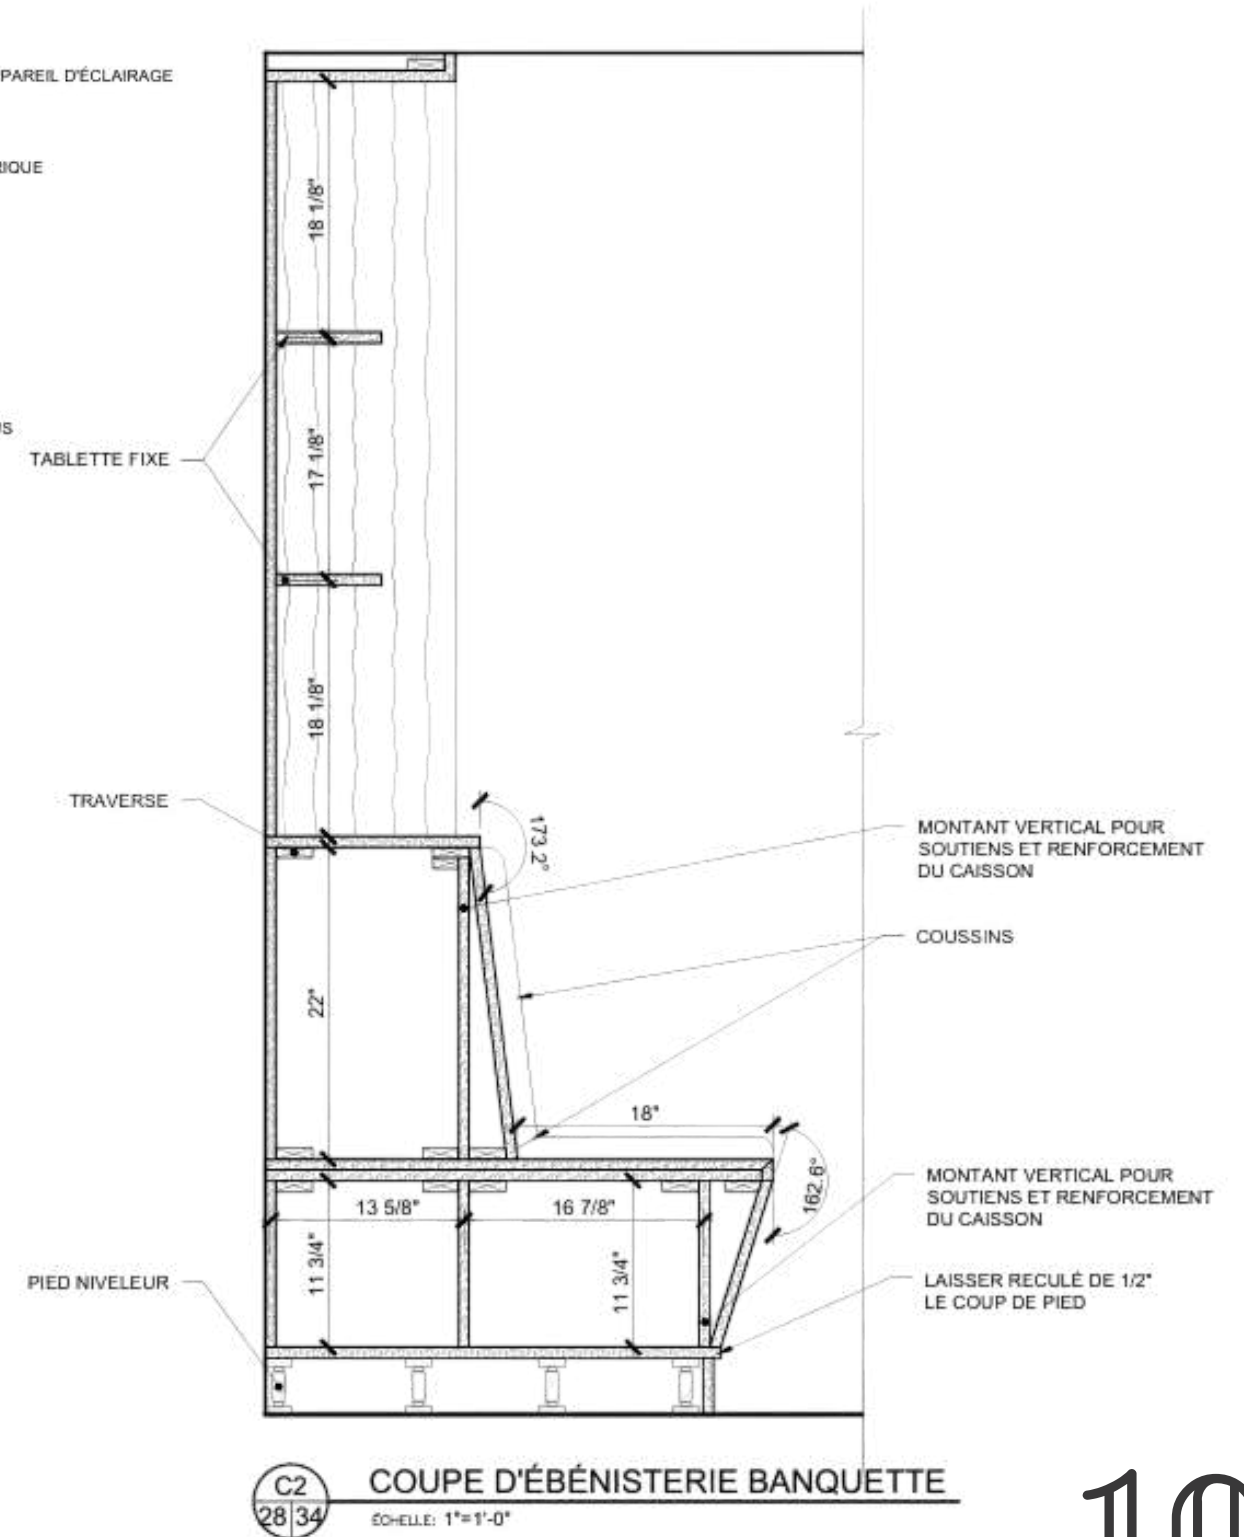 PAREIL D'ÉCLAIRAGE
RIQUE
18 1/8"
17 1/8"
TABLETTE FIXE
18 1/8"
TRAVERSE
173.2°
MONTANT VERTICAL POUR
SOUTIENS ET RENFORCEMENT
DU CAISSON
COUSSINS
22"
18"
162.6°
MONTANT VERTICAL POUR
SOUTIENS ET RENFORCEMENT
DU CAISSON
13 5/8"
16 7/8"
11 3/4"
11 3/4"
PIED NIVELEUR
LAISSER RECULÉ DE 1/2"
LE COUP DE PIED
C2
28 34
COUPE D'ÉBÉNISTERIE BANQUETTE
ÉCHELLE: 1"=1'-0"
10